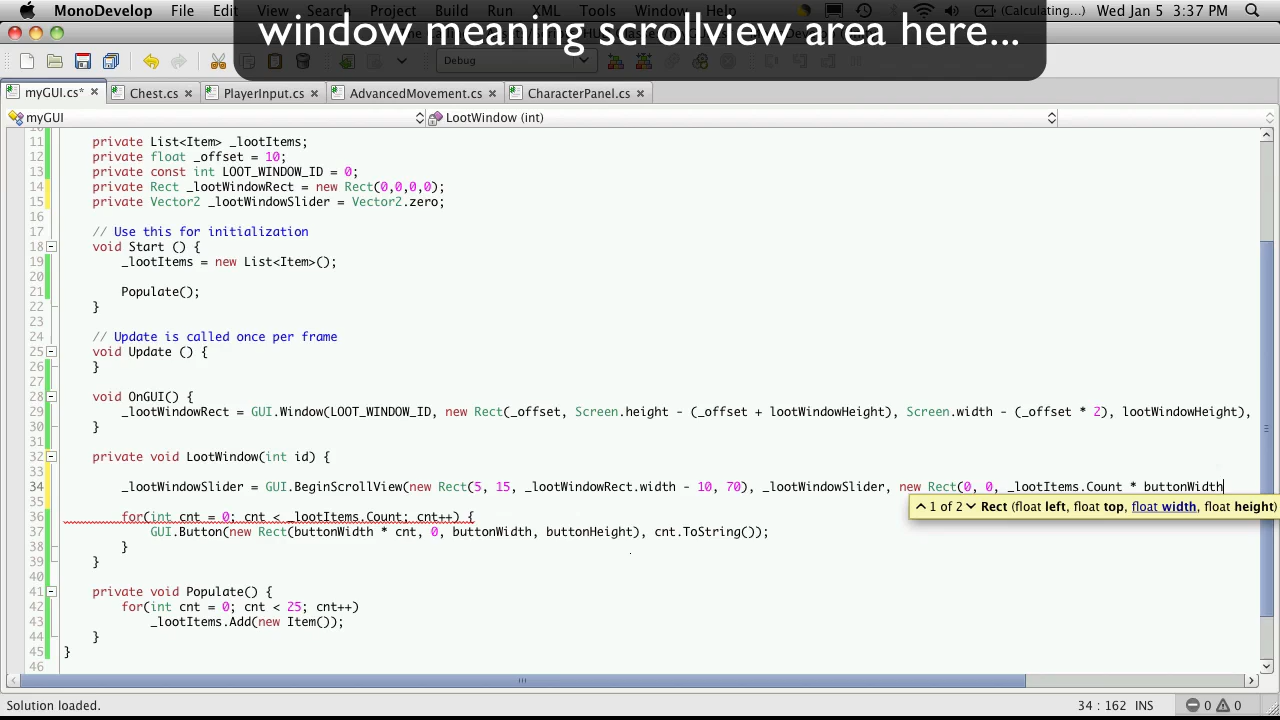 MonoDevelop File Edit View Search Project Build Run XML Tools Window Help (Calculating...) Wed Jan 5 3:37 PM
window meaning scrollview area here...
Debug
myGUI.cs* Chest.cs PlayerInput.cs AdvancedMovement.cs CharacterPanel.cs
myGUI LootWindow (int)
10
11 private List<Item> _lootItems;
12 private float _offset = 10;
13 private const int LOOT_WINDOW_ID = 0;
14 private Rect _lootWindowRect = new Rect(0,0,0,0);
15 private Vector2 _lootWindowSlider = Vector2.zero;
16
17 // Use this for initialization
18 void Start () {
19 _lootItems = new List<Item>();
20
21 Populate();
22 }
23
24 // Update is called once per frame
25 void Update () {
26 }
27
28 void OnGUI() {
29 _lootWindowRect = GUI.Window(LOOT_WINDOW_ID, new Rect(_offset, Screen.height - (_offset + lootWindowHeight), Screen.width - (_offset * 2), lootWindowHeight),
30 }
31
32 private void LootWindow(int id) {
33
34 _lootWindowSlider = GUI.BeginScrollView(new Rect(5, 15, _lootWindowRect.width - 10, 70), _lootWindowSlider, new Rect(0, 0, _lootItems.Count * buttonWidth
35
1 of 2 Rect (float left, float top, float width, float height)
36 for(int cnt = 0; cnt < _lootItems.Count; cnt++) {
37 GUI.Button(new Rect(buttonWidth * cnt, 0, buttonWidth, buttonHeight), cnt.ToString());
38 }
39 }
40
41 private void Populate() {
42 for(int cnt = 0; cnt < 25; cnt++)
43 _lootItems.Add(new Item());
44 }
45 }
46
Solution loaded. 34 : 162 INS 0 0